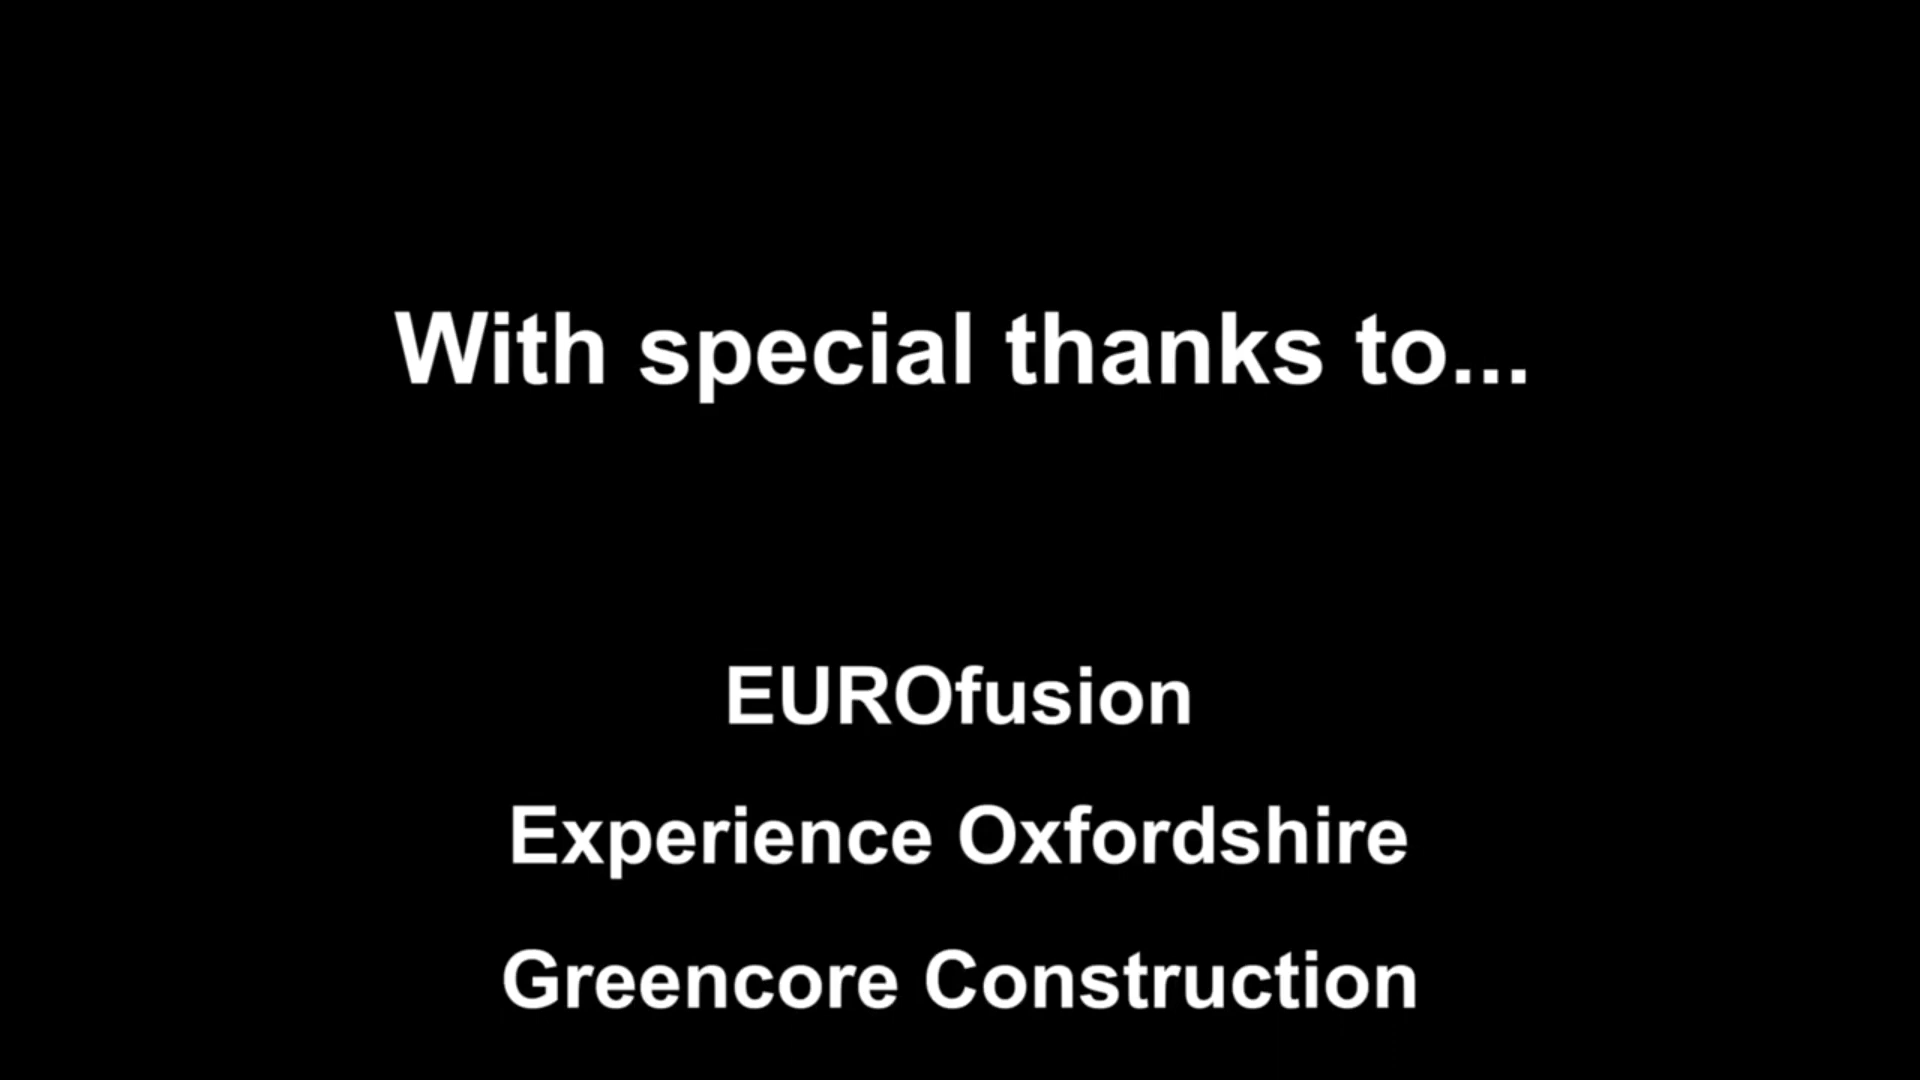 With special thanks to...
EUROfusion
Experience Oxfordshire
Greencore Construction